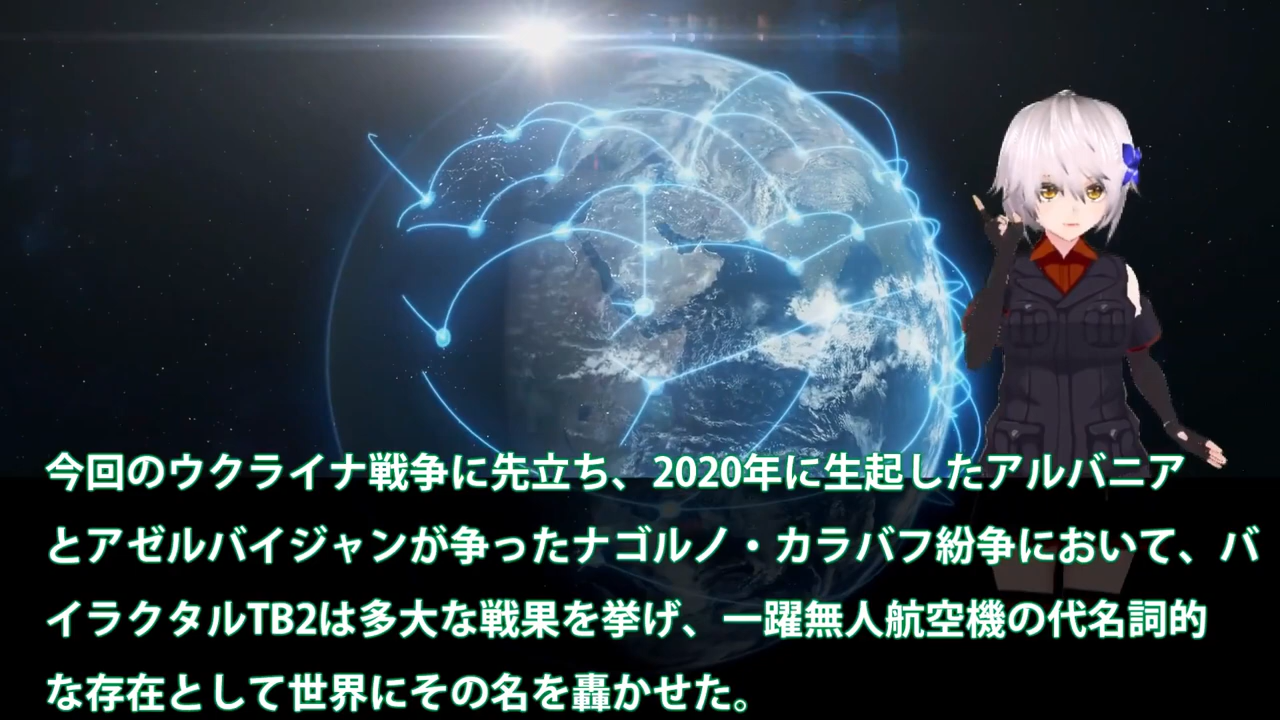 今回のウクライナ戦争に先立ち、2020年に生起したアルバニア
とアゼルバイジャンが争ったナゴルノ・カラバフ紛争において、バ
イラクタルTB2は多大な戦果を挙げ、一躍無人航空機の代名詞的
な存在として世界にその名を轟かせた。